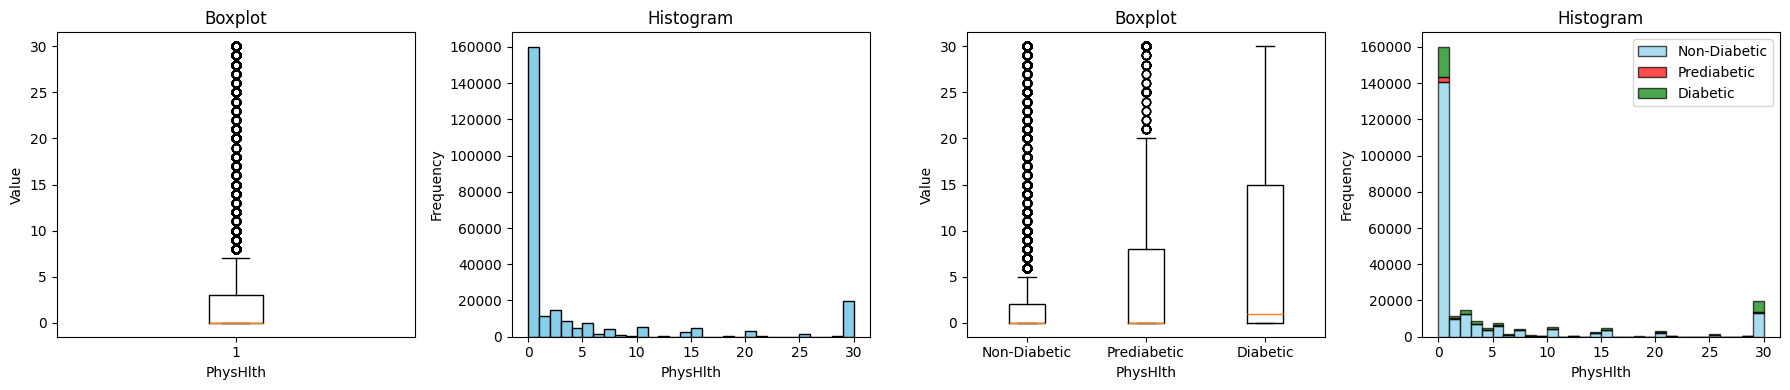 Boxplot
Value
30
25
20
15
10
5
0
1
PhysHlth
Histogram
Frequency
160000
140000
120000
100000
80000
60000
40000
20000
0
0 5 10 15 20 25 30
PhysHlth
Boxplot
Value
30
25
20
15
10
5
0
Non-Diabetic Prediabetic Diabetic
PhysHlth
Histogram
Frequency
160000
140000
120000
100000
80000
60000
40000
20000
0
Non-Diabetic
Prediabetic
Diabetic
0 5 10 15 20 25 30
PhysHlth